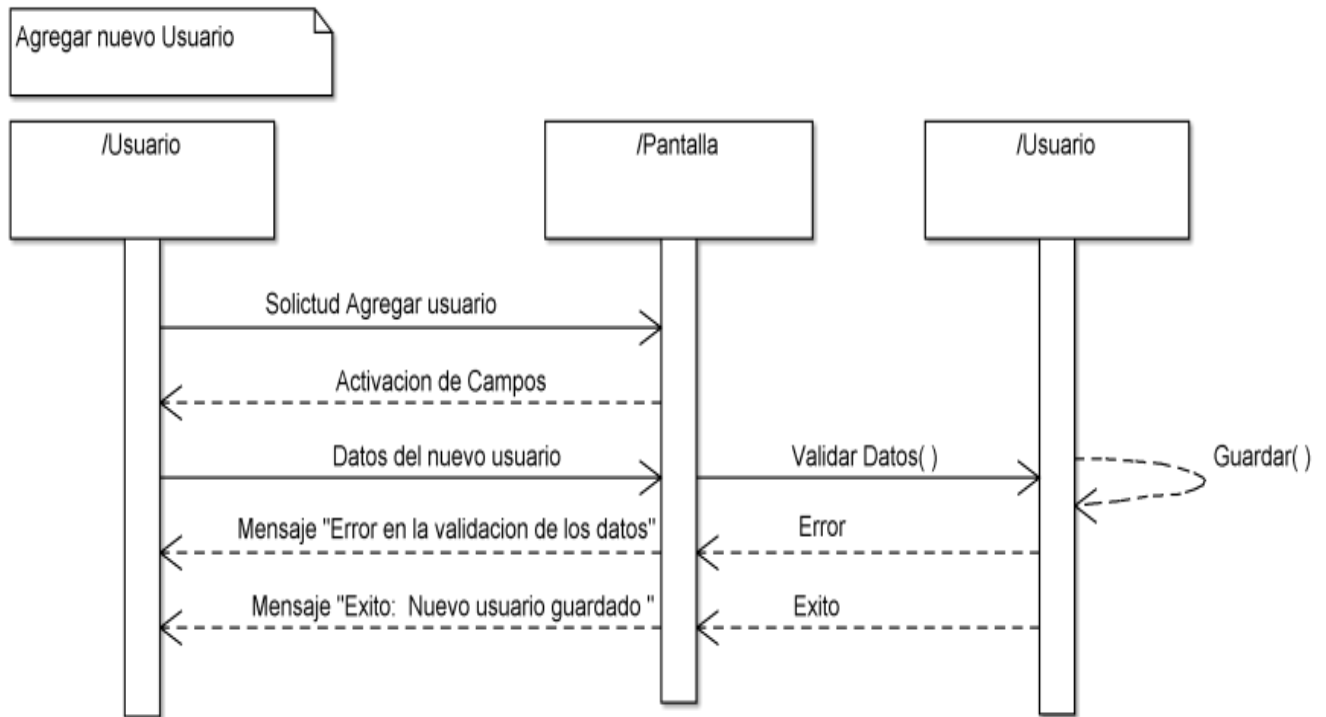 Agregar nuevo Usuario
/Usuario
/Pantalla
/Usuario
Solictud Agregar usuario
Activacion de Campos
Datos del nuevo usuario
Validar Datos( )
Guardar( )
Mensaje "Error en la validacion de los datos"
Error
Mensaje "Exito:  Nuevo usuario guardado "
Exito